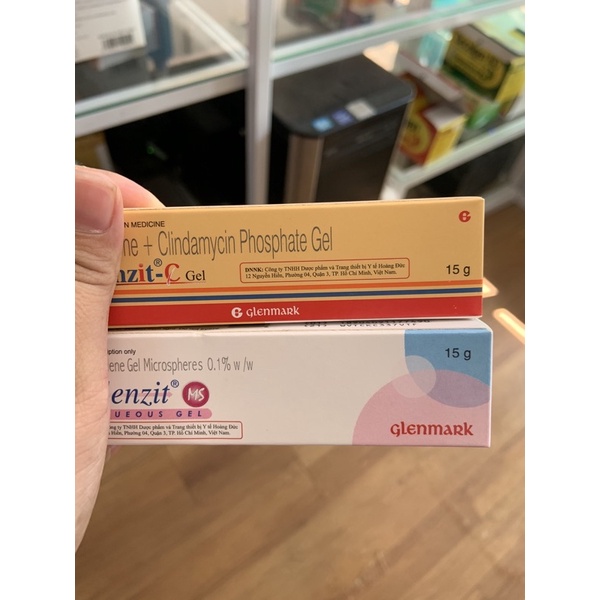 N MEDICINE
ne + Clindamycin Phosphate Gel
nzit®-C Gel
ĐNNK: Công ty TNHH Dược phẩm và Trang thiết bị Y tế Hoàng Đức
12 Nguyễn Hiền, Phường 04, Quận 3, TP. Hồ Chí Minh, Việt Nam.
15 g
G glenmark
iption only
ene Gel Microspheres 0.1% w/w
enzit® MS
UEOUS GEL
ông ty TNHH Dược phẩm và Trang thiết bị Y tế Hoàng Đức
Hiền, Phường 04, Quận 3, TP. Hồ Chí Minh, Việt Nam.
15 g
glenmark